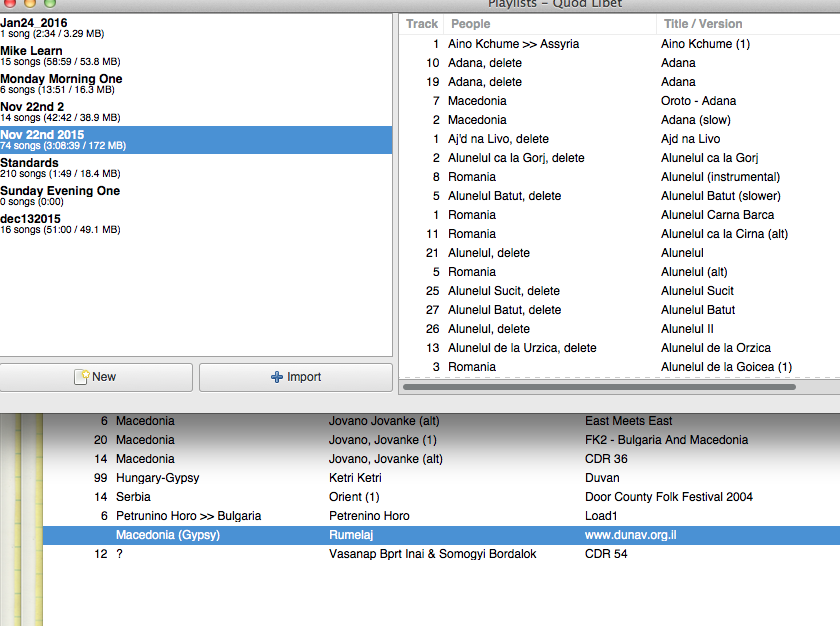 Playlists – Quod Libet
Jan24_2016
1 song (2:34 / 3.29 MB)
Mike Learn
15 songs (58:59 / 53.8 MB)
Monday Morning One
6 songs (13:51 / 16.3 MB)
Nov 22nd 2
14 songs (42:42 / 38.9 MB)
Nov 22nd 2015
74 songs (3:08:39 / 172 MB)
Standards
210 songs (1:49 / 18.4 MB)
Sunday Evening One
0 songs (0:00)
dec132015
16 songs (51:00 / 49.1 MB)
New
Import
Track People Title / Version
1 Aino Kchume >> Assyria Aino Kchume (1)
10 Adana, delete Adana
19 Adana, delete Adana
7 Macedonia Oroto - Adana
2 Macedonia Adana (slow)
1 Aj'd na Livo, delete Ajd na Livo
2 Alunelul ca la Gorj, delete Alunelul ca la Gorj
8 Romania Alunelul (instrumental)
5 Alunelul Batut, delete Alunelul Batut (slower)
1 Romania Alunelul Carna Barca
11 Romania Alunelul ca la Cirna (alt)
21 Alunelul, delete Alunelul
5 Romania Alunelul (alt)
25 Alunelul Sucit, delete Alunelul Sucit
27 Alunelul Batut, delete Alunelul Batut
26 Alunelul, delete Alunelul II
13 Alunelul de la Urzica, delete Alunelul de la Orzica
3 Romania Alunelul de la Goicea (1)
6 Macedonia Jovano Jovanke (alt) East Meets East
20 Macedonia Jovano, Jovanke (1) FK2 - Bulgaria And Macedonia
14 Macedonia Jovano, Jovanke (alt) CDR 36
99 Hungary-Gypsy Ketri Ketri Duvan
14 Serbia Orient (1) Door County Folk Festival 2004
6 Petrunino Horo >> Bulgaria Petrenino Horo Load1
Macedonia (Gypsy) Rumelaj www.dunav.org.il
12 ? Vasanap Bprt Inai & Somogyi Bordalok CDR 54